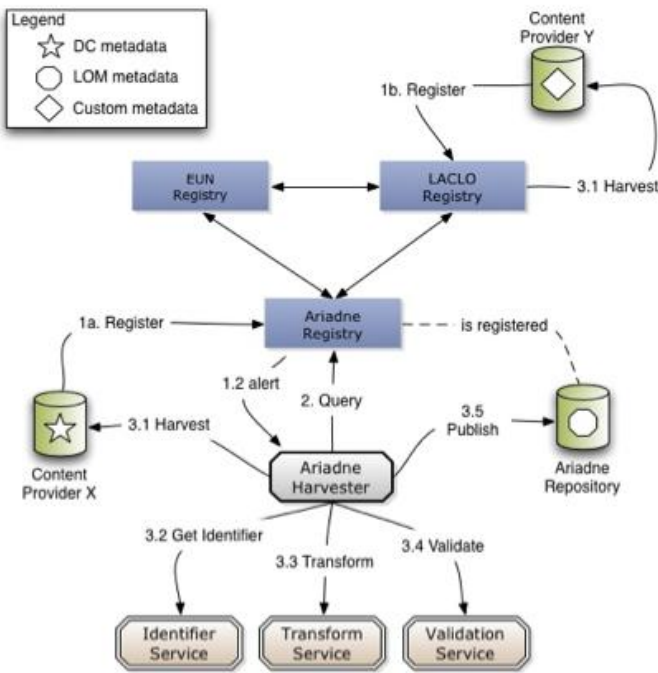 Legend
DC metadata
LOM metadata
Custom metadata
Content
Provider Y
1b. Register
EUN
Registry
LACLO
Registry
3.1 Harvest
1a. Register
Ariadne
Registry
is registered
1.2 alert
2. Query
3.5
Publish
3.1 Harvest
Content
Provider X
Ariadne
Harvester
Ariadne
Repository
3.2 Get Identifier
3.3 Transform
3.4 Validate
Identifier
Service
Transform
Service
Validation
Service